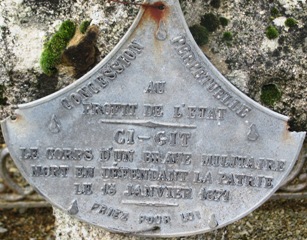 CONCESSION PERPETUELLE
AU
PROFIT DE L'ETAT
CI-GIT
LE CORPS D'UN BRAVE MILITAIRE
MORT EN DEFENDANT LA PATRIE
LE 15 JANVIER 1871
PRIEZ POUR LUI